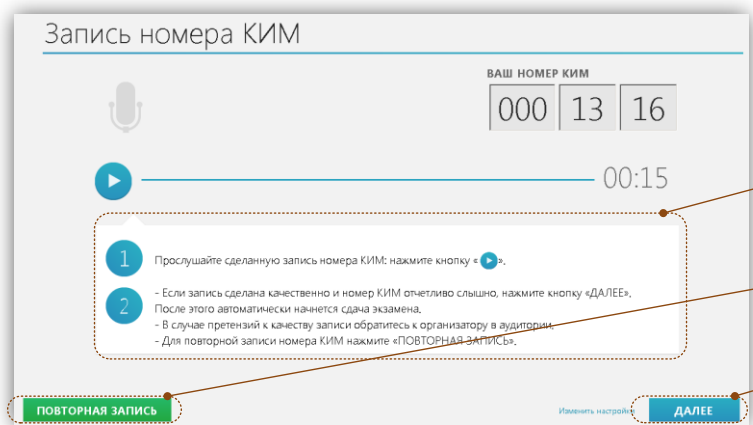 Запись номера КИМ
ВАШ НОМЕР КИМ
000 13 16
00:15
1 Прослушайте сделанную запись номера КИМ: нажмите кнопку « ».
2 - Если запись сделана качественно и номер КИМ отчетливо слышно, нажмите кнопку «ДАЛЕЕ».
После этого автоматически начнется сдача экзамена.
- В случае претензий к качеству записи обратитесь к организатору в аудитории.
- Для повторной записи номера КИМ нажмите «ПОВТОРНАЯ ЗАПИСЬ».
ПОВТОРНАЯ ЗАПИСЬ
Изменить настройки
ДАЛЕЕ